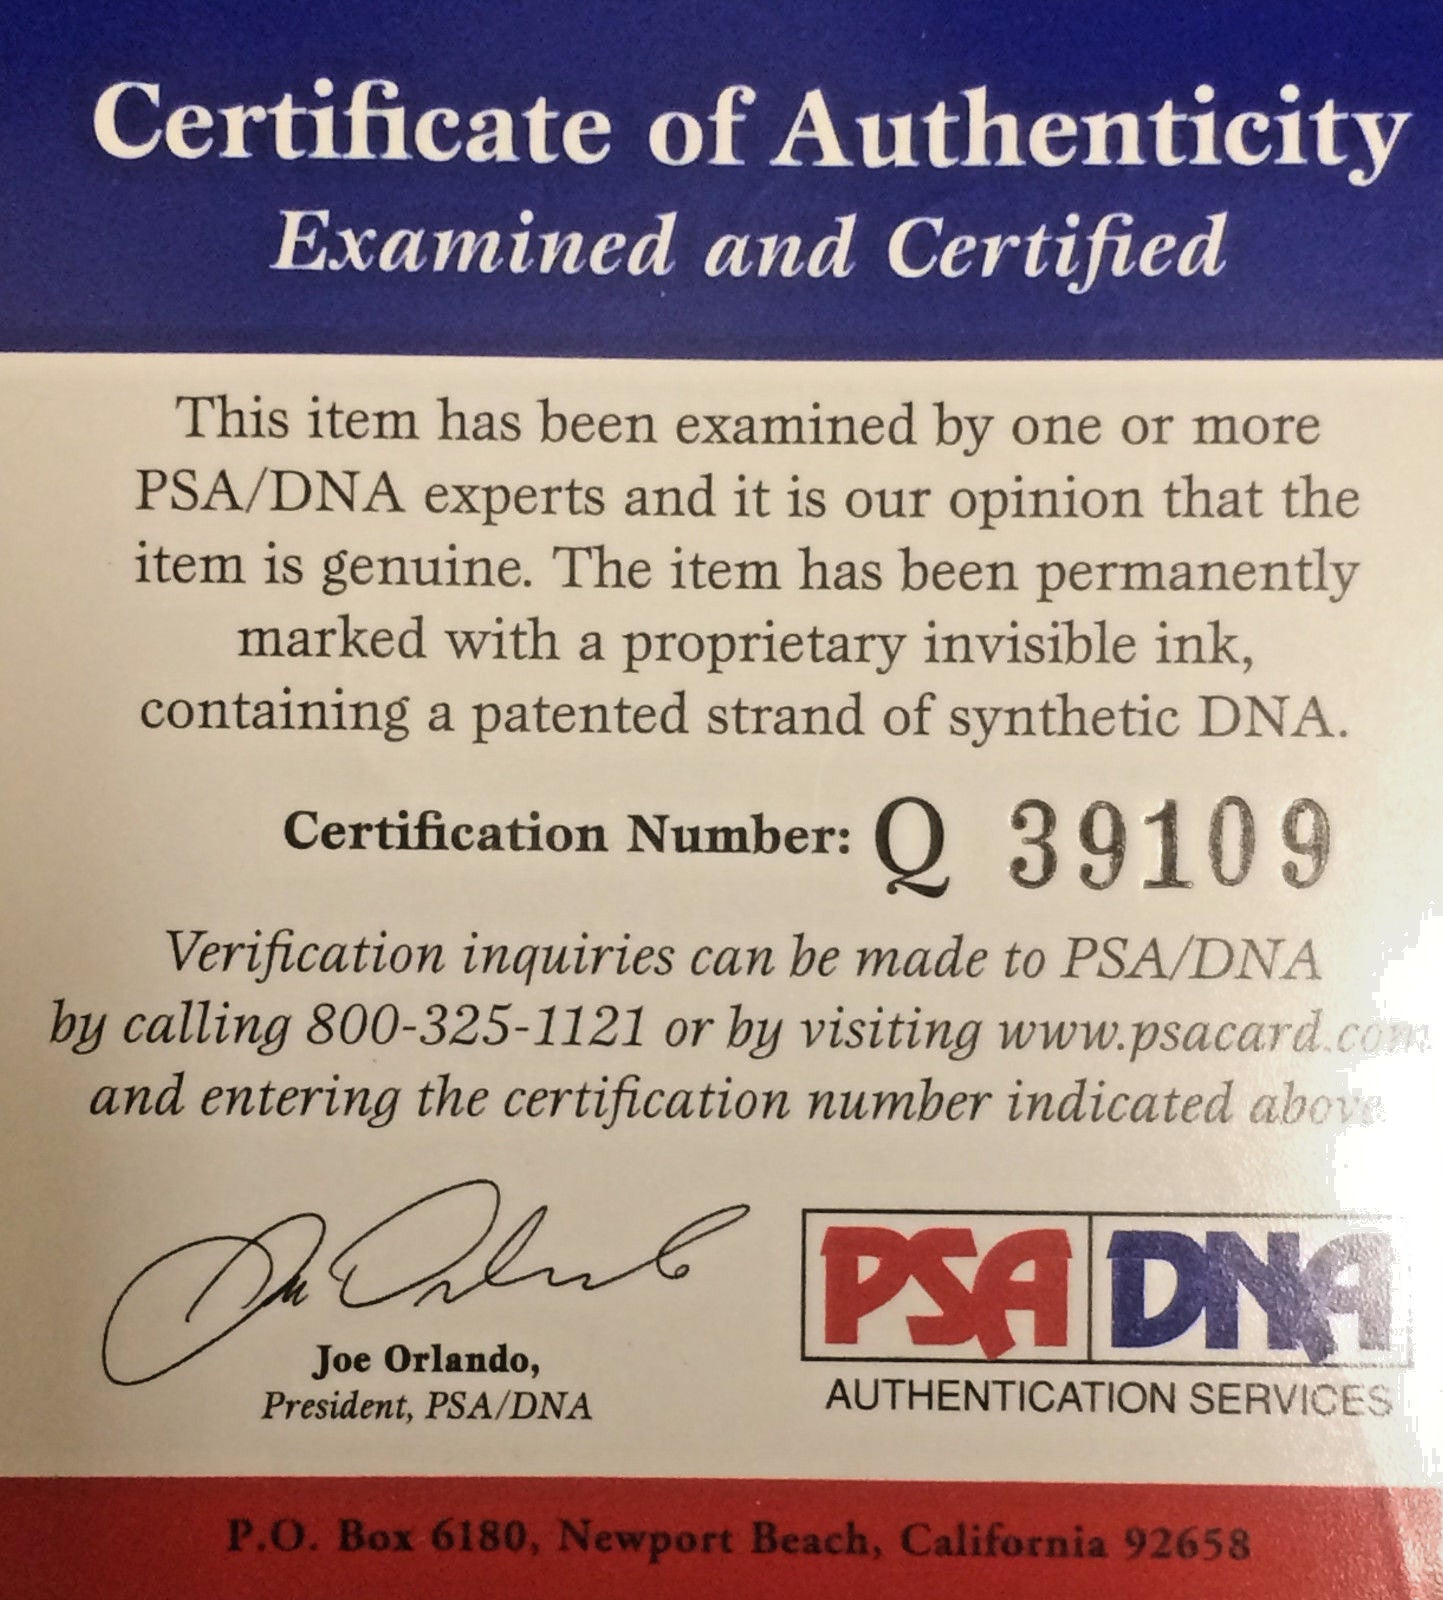 Certificate of Authenticity
Examined and Certified
This item has been examined by one or more
PSA/DNA experts and it is our opinion that the
item is genuine. The item has been permanently
marked with a proprietary invisible ink,
containing a patented strand of synthetic DNA.
Certification Number: Q 39109
Verification inquiries can be made to PSA/DNA
by calling 800-325-1121 or by visiting www.psacard.com
and entering the certification number indicated above
Joe Orlando,
President, PSA/DNA
PSA DNA
AUTHENTICATION SERVICES
P.O. Box 6180, Newport Beach, California 92658